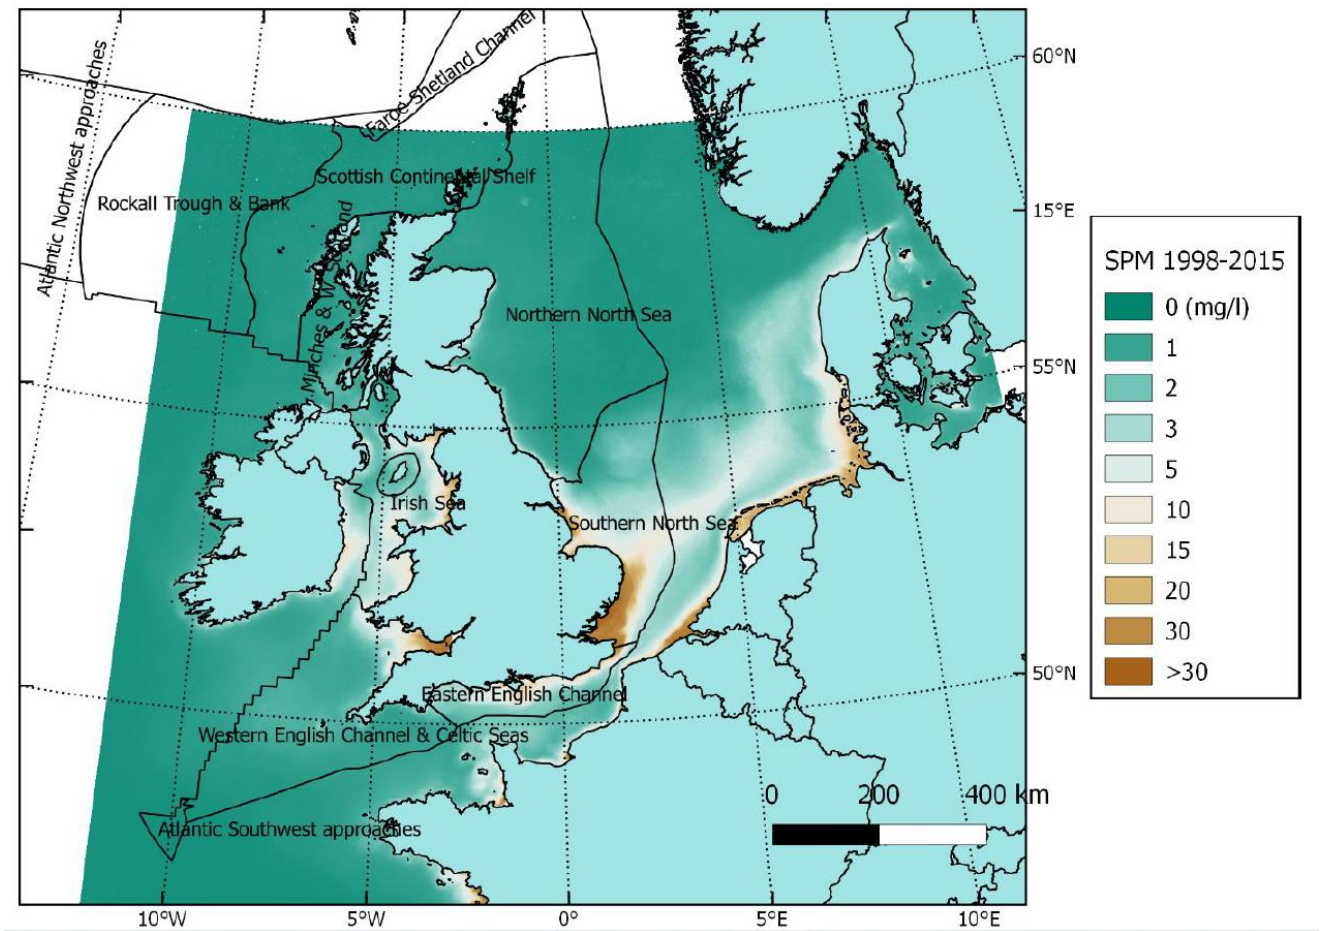 Faroe-Shetland Channel
Atlantic Northwest approaches
Scottish Continental Shelf
Rockall Trough & Bank
Minches & W Scotland
Northern North Sea
Irish Sea
Southern North Sea
Eastern English Channel
Western English Channel & Celtic Seas
Atlantic Southwest approaches
0 200 400 km
60°N
15°E
55°N
50°N
10°W 5°W 0° 5°E 10°E
SPM 1998-2015
0 (mg/l)
1
2
3
5
10
15
20
30
>30